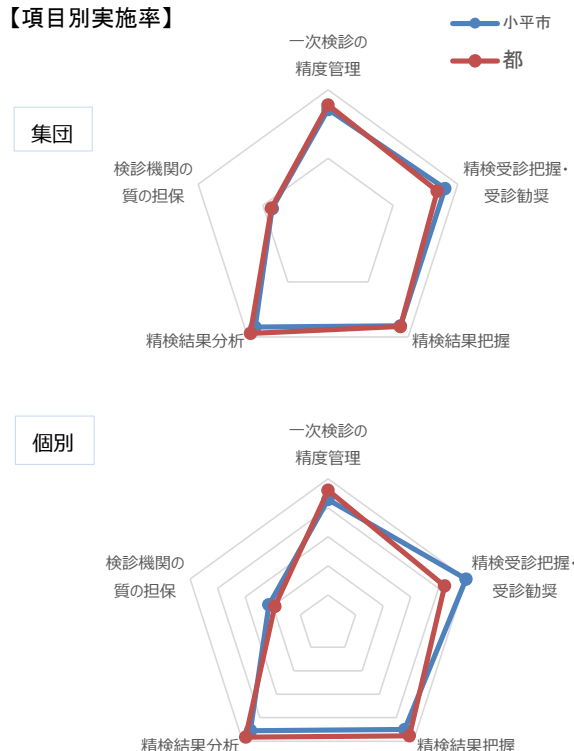 【項目別実施率】
小平市
都
集団
一次検診の
精度管理
精検受診把握・
受診勧奨
精検結果把握
精検結果分析
検診機関の
質の担保
個別
一次検診の
精度管理
精検受診把握・
受診勧奨
精検結果把握
精検結果分析
検診機関の
質の担保